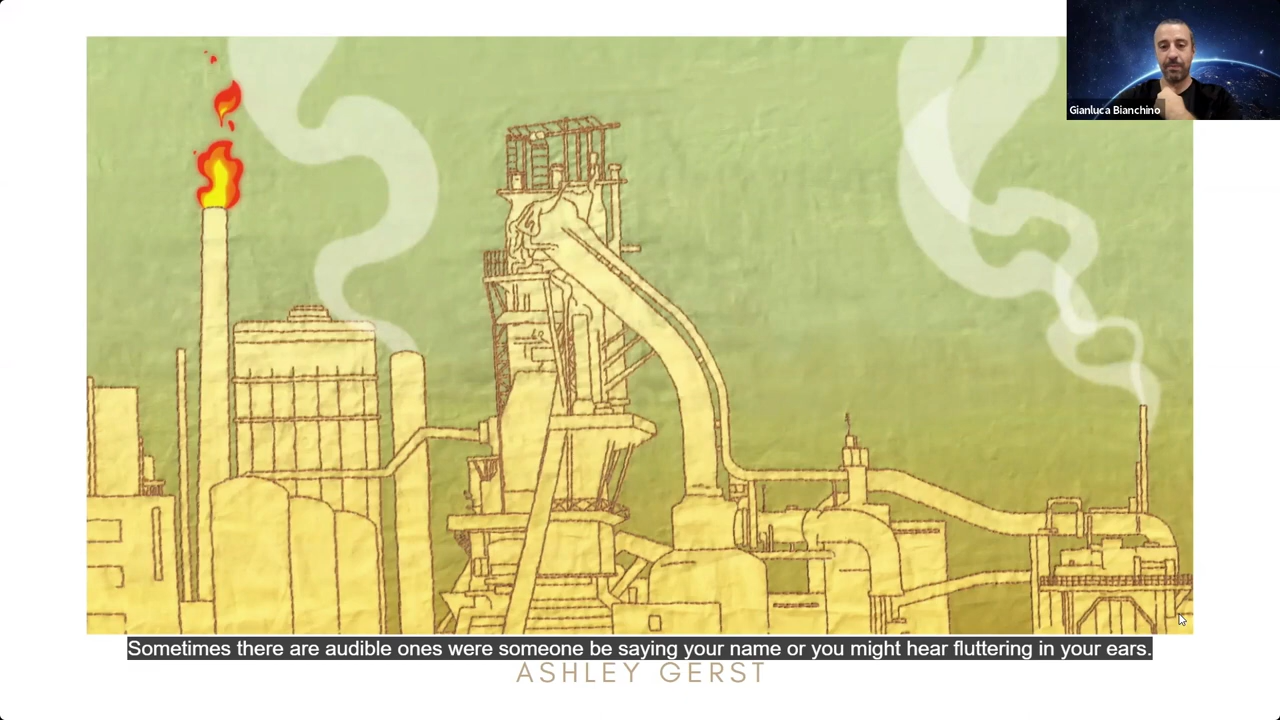 Gianluca Bianchino
Sometimes there are audible ones were someone be saying your name or you might hear fluttering in your ears.
ASHLEY GERST